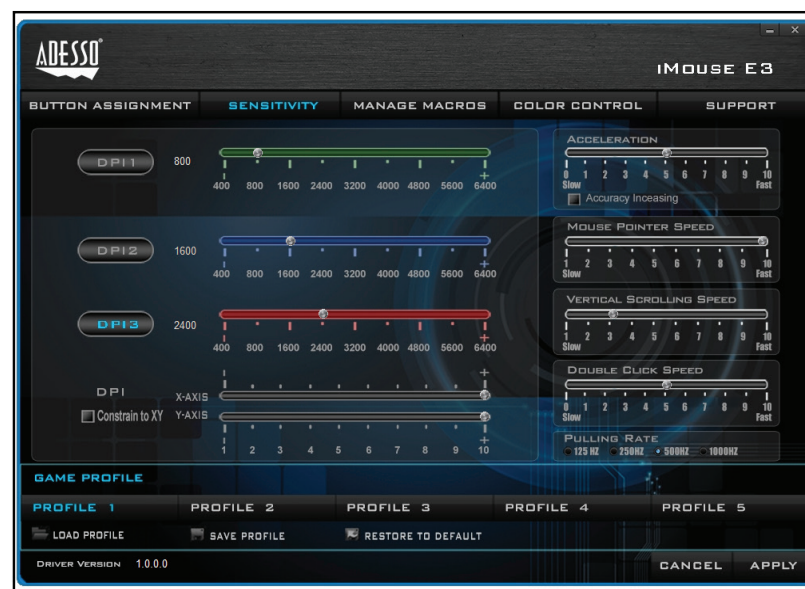 ADESSO®
iMouse E3
BUTTON ASSIGNMENT SENSITIVITY MANAGE MACROS COLOR CONTROL SUPPORT
DPI1 800
400 800 1600 2400 3200 4000 4800 5600 6400
DPI2 1600
400 800 1600 2400 3200 4000 4800 5600 6400
DPI3 2400
400 800 1600 2400 3200 4000 4800 5600 6400
DPI
Constrain to XY
X-AXIS
Y-AXIS
1 2 3 4 5 6 7 8 9 10
ACCELERATION
0 1 2 3 4 5 6 7 8 9 10
Slow Fast
Accuracy Inceasing
MOUSE POINTER SPEED
1 2 3 4 5 6 7 8 9 10
Slow Fast
VERTICAL SCROLLING SPEED
1 2 3 4 5 6 7 8 9 10
Slow Fast
DOUBLE CLICK SPEED
0 1 2 3 4 5 6 7 8 9 10
Slow Fast
PULLING RATE
125 HZ 250HZ 500HZ 1000HZ
GAME PROFILE
PROFILE 1 PROFILE 2 PROFILE 3 PROFILE 4 PROFILE 5
LOAD PROFILE SAVE PROFILE RESTORE TO DEFAULT
DRIVER VERSION 1.0.0.0
CANCEL APPLY